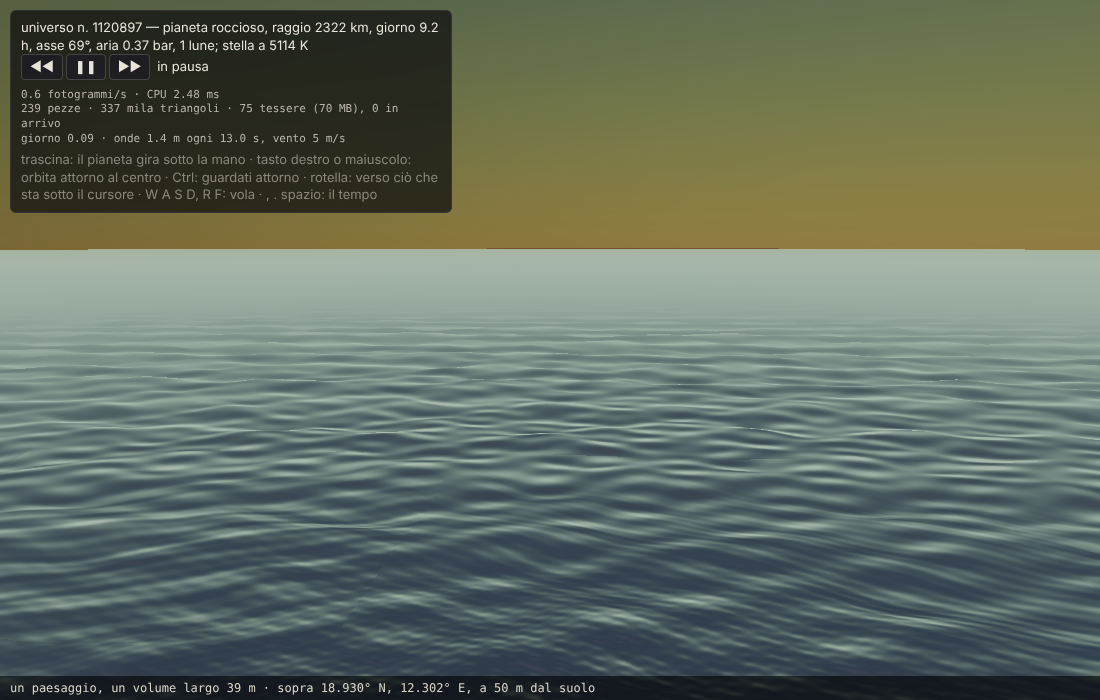 universo n. 1120897 — pianeta roccioso, raggio 2322 km, giorno 9.2
h, asse 69°, aria 0.37 bar, 1 lune; stella a 5114 K
in pausa
0.6 fotogrammi/s · CPU 2.48 ms
239 pezze · 337 mila triangoli · 75 tessere (70 MB), 0 in
arrivo
giorno 0.09 · onde 1.4 m ogni 13.0 s, vento 5 m/s
trascina: il pianeta gira sotto la mano · tasto destro o maiuscolo:
orbita attorno al centro · Ctrl: guardati attorno · rotella: verso ciò che
sta sotto il cursore · W A S D, R F: vola · , . spazio: il tempo
un paesaggio, un volume largo 39 m · sopra 18.930° N, 12.302° E, a 50 m dal suolo